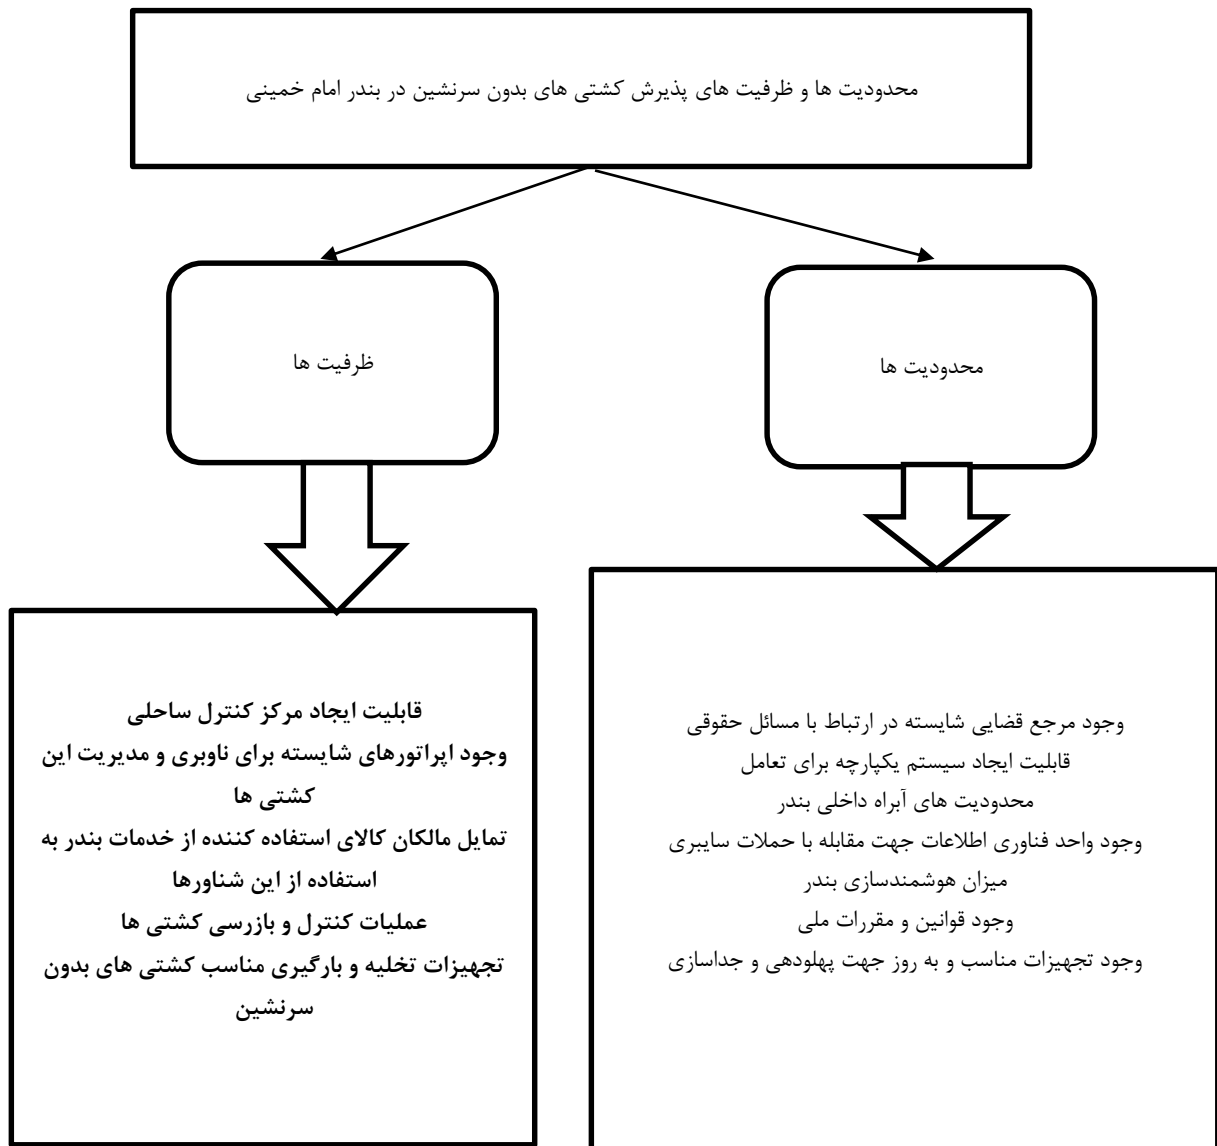 محدودیت ها و ظرفیت های پذیرش کشتی های بدون سرنشین در بندر امام خمینی
محدودیت ها
ظرفیت ها
وجود مرجع قضایی شایسته در ارتباط با مسائل حقوقی
قابلیت ایجاد سیستم یکپارچه برای تعامل
محدودیت های آبراه داخلی بندر
وجود واحد فناوری اطلاعات جهت مقابله با حملات سایبری
میزان هوشمندسازی بندر
وجود قوانین و مقررات ملی
وجود تجهیزات مناسب و به روز جهت پهلودهی و جداسازی
قابلیت ایجاد مرکز کنترل ساحلی
وجود اپراتورهای شایسته برای ناوبری و مدیریت این
کشتی ها
تمایل مالکان کالای استفاده کننده از خدمات بندر به
استفاده از این شناورها
عملیات کنترل و بازرسی کشتی ها
تجهیزات تخلیه و بارگیری مناسب کشتی های بدون
سرنشین